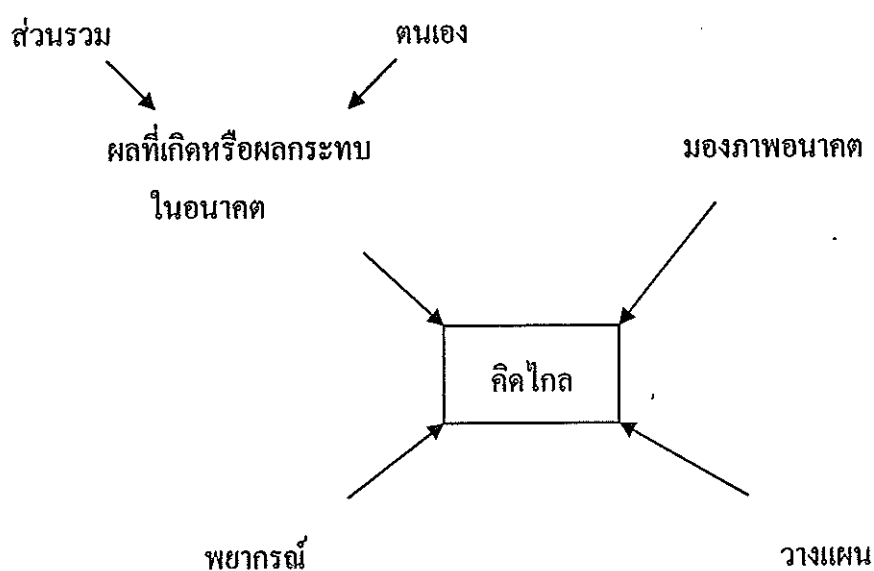 ส่วนรวม ตนเอง
ผลที่เกิดหรือผลกระทบ มองภาพอนาคต
ในอนาคต
คิดไกล
พยากรณ์ วางแผน